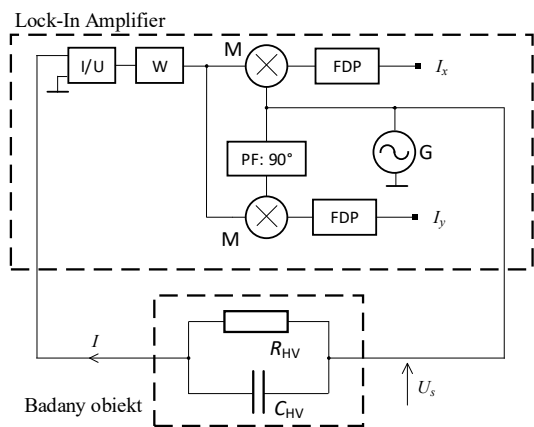 Lock-In Amplifier
I/U
W
M
FDP
Ix
PF: 90°
G
M
FDP
Iy
I
RHV
CHV
Us
Badany obiekt